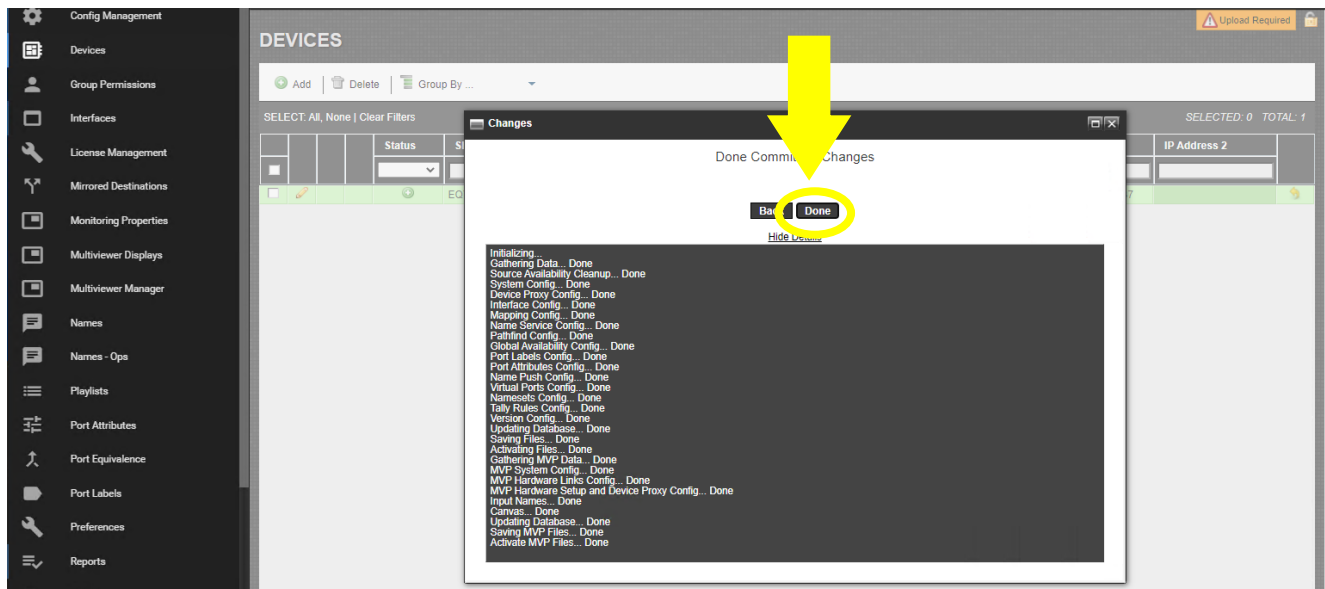 Config Management
Devices
Group Permissions
Interfaces
License Management
Mirrored Destinations
Monitoring Properties
Multiviewer Displays
Multiviewer Manager
Names
Names - Ops
Playlists
Port Attributes
Port Equivalence
Port Labels
Preferences
Reports
Upload Required
DEVICES
Add | Delete | Group By ...
SELECT: All, None | Clear Filters
SELECTED: 0 TOTAL: 1
Status
IP Address 2
EQ
7
Changes
Done Changes
Done
Hide
Initializing...
Gathering Data... Done
Source Availability Cleanup... Done
System Config... Done
Device Proxy Config... Done
Interface Config... Done
Mapping Config... Done
Name Service Config... Done
Pathfind Config... Done
Global Availability Config... Done
Port Labels Config... Done
Port Attributes Config... Done
Name Push Config... Done
Virtual Ports Config... Done
Namesets Config... Done
Tally Rules Config... Done
Version Config... Done
Updating Database... Done
Saving Files... Done
Activating Files... Done
Gathering MVP Data... Done
MVP System Config... Done
MVP Hardware Links Config... Done
MVP Hardware Setup and Device Proxy Config... Done
Input Names... Done
Canvas... Done
Updating Database... Done
Saving MVP Files... Done
Activate MVP Files... Done